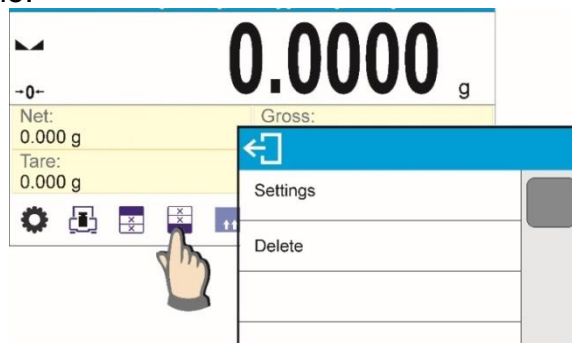 0.0000 g
→0←
Net:
0.000 g
Gross:
Tare:
0.000 g
Settings
Delete